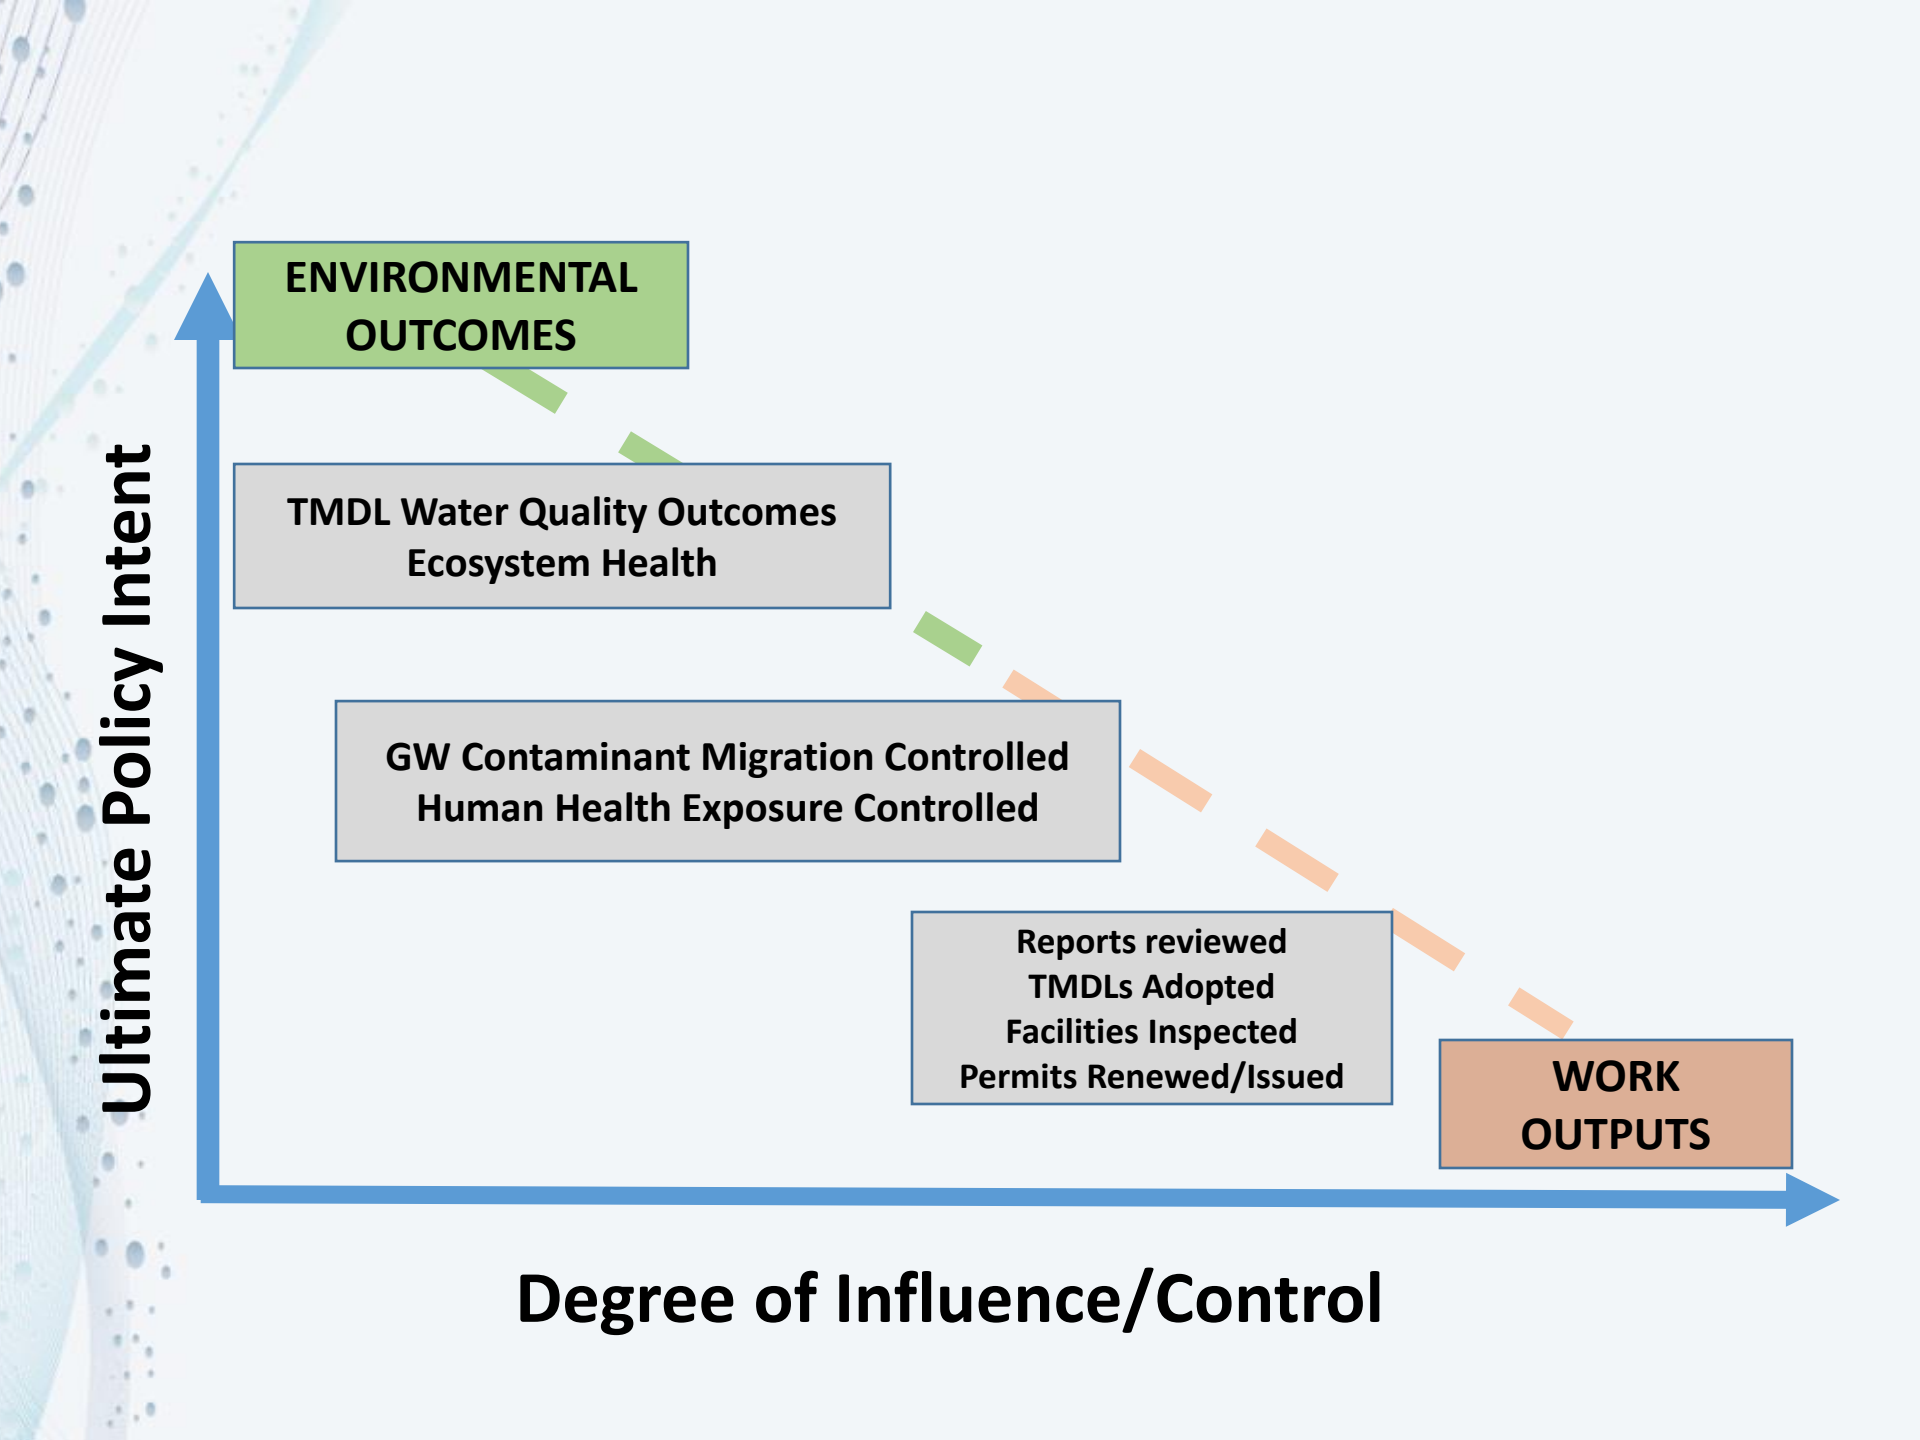 ENVIRONMENTAL
OUTCOMES
TMDL Water Quality Outcomes
Ecosystem Health
GW Contaminant Migration Controlled
Human Health Exposure Controlled
Reports reviewed
TMDLs Adopted
Facilities Inspected
Permits Renewed/Issued
WORK
OUTPUTS
Ultimate Policy Intent
Degree of Influence/Control